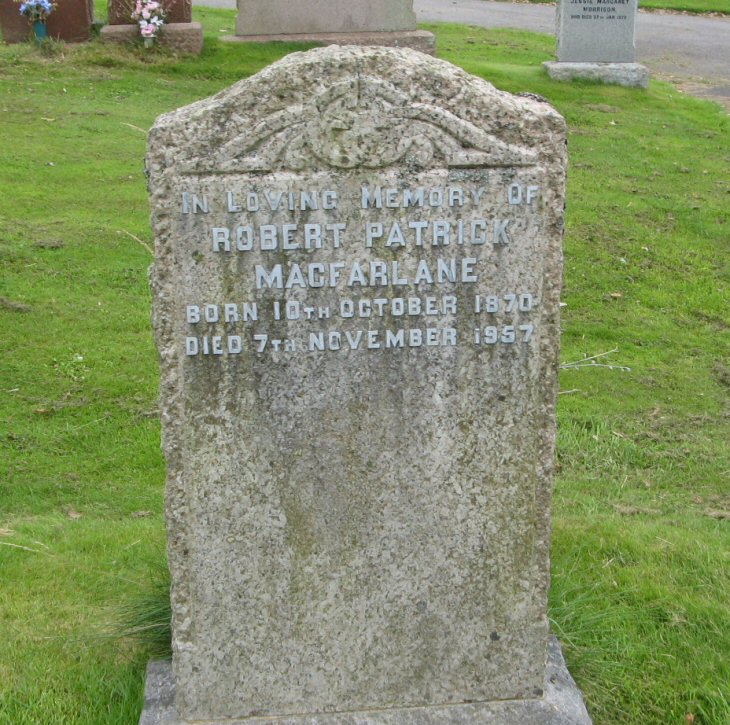 JESSIE MARGARET
MORRISON
IN LOVING MEMORY OF
ROBERT PATRICK
MACFARLANE
BORN 10TH OCTOBER 1870
DIED 7TH NOVEMBER 1957